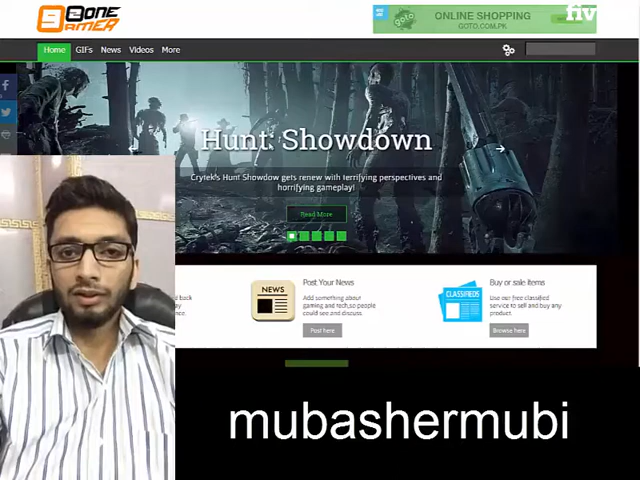 GONE
GAMER
ONLINE SHOPPING
GOTO.COM.PK
goto
fiv
Home GIFs News Videos More
Hunt: Showdown
Crytek's Hunt Showdow gets renew with terrifying perspectives and
horrifying gameplay!
Read More
back
NEWS
Post Your News
Add something about
gaming and tech,so people
could see and discuss.
Post here
CLASSIFIEDS
Buy or sale items
Use our free classified
service to sell and buy any
product.
Browse here
mubashermubi